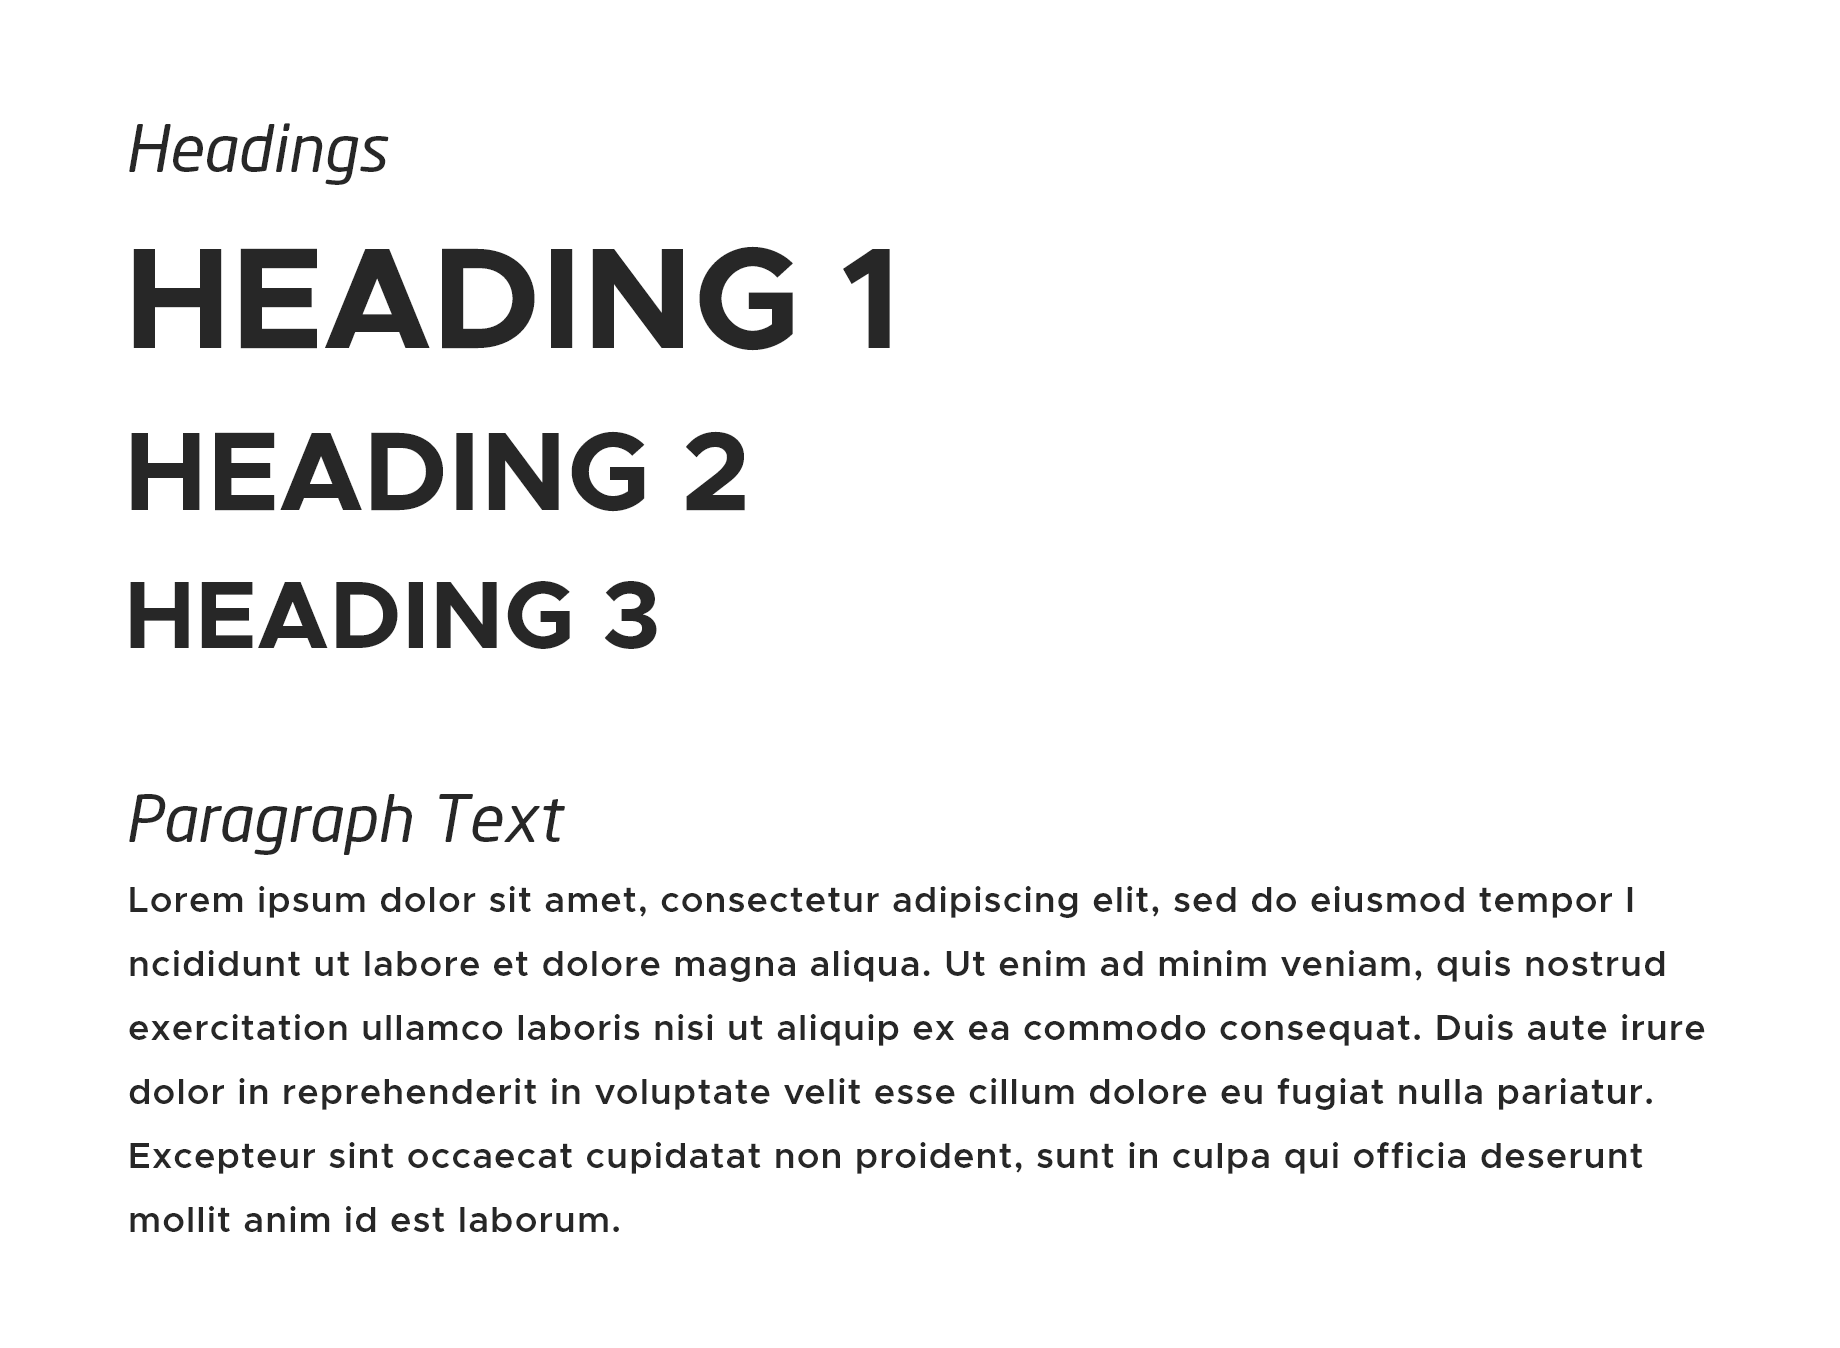 Headings
HEADING 1
HEADING 2
HEADING 3
Paragraph Text
Lorem ipsum dolor sit amet, consectetur adipiscing elit, sed do eiusmod tempor I
ncididunt ut labore et dolore magna aliqua. Ut enim ad minim veniam, quis nostrud
exercitation ullamco laboris nisi ut aliquip ex ea commodo consequat. Duis aute irure
dolor in reprehenderit in voluptate velit esse cillum dolore eu fugiat nulla pariatur.
Excepteur sint occaecat cupidatat non proident, sunt in culpa qui officia deserunt
mollit anim id est laborum.